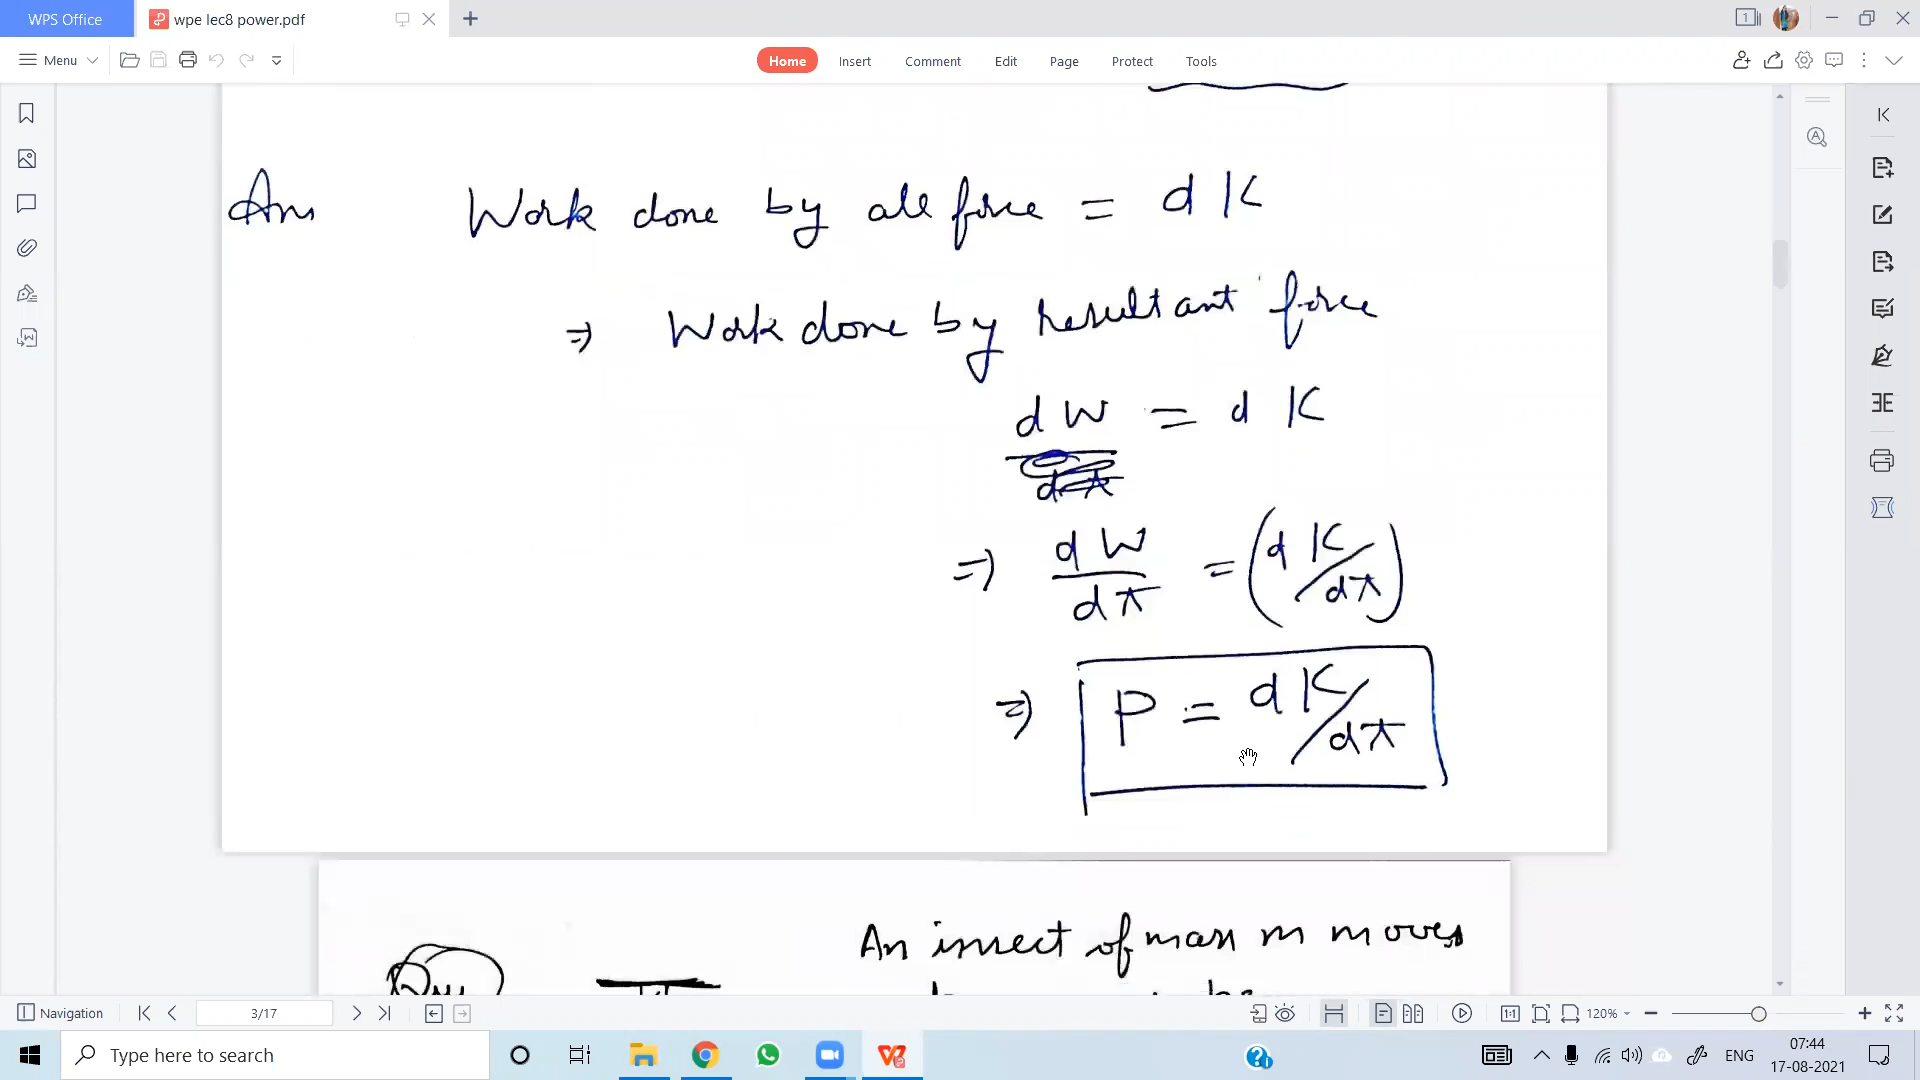 WPS Office
wpe lec8 power.pdf
Menu
Home Insert Comment Edit Page Protect Tools
Ans Work done by all force = d K
⇒ Work done by resultant force
dW = d K
⇒ dW/dt = (dK/dt)
⇒ P = dK/dt
An insect of mass m moves
Navigation 3/17 1:1 120%
Type here to search
ENG
07:44
17-08-2021